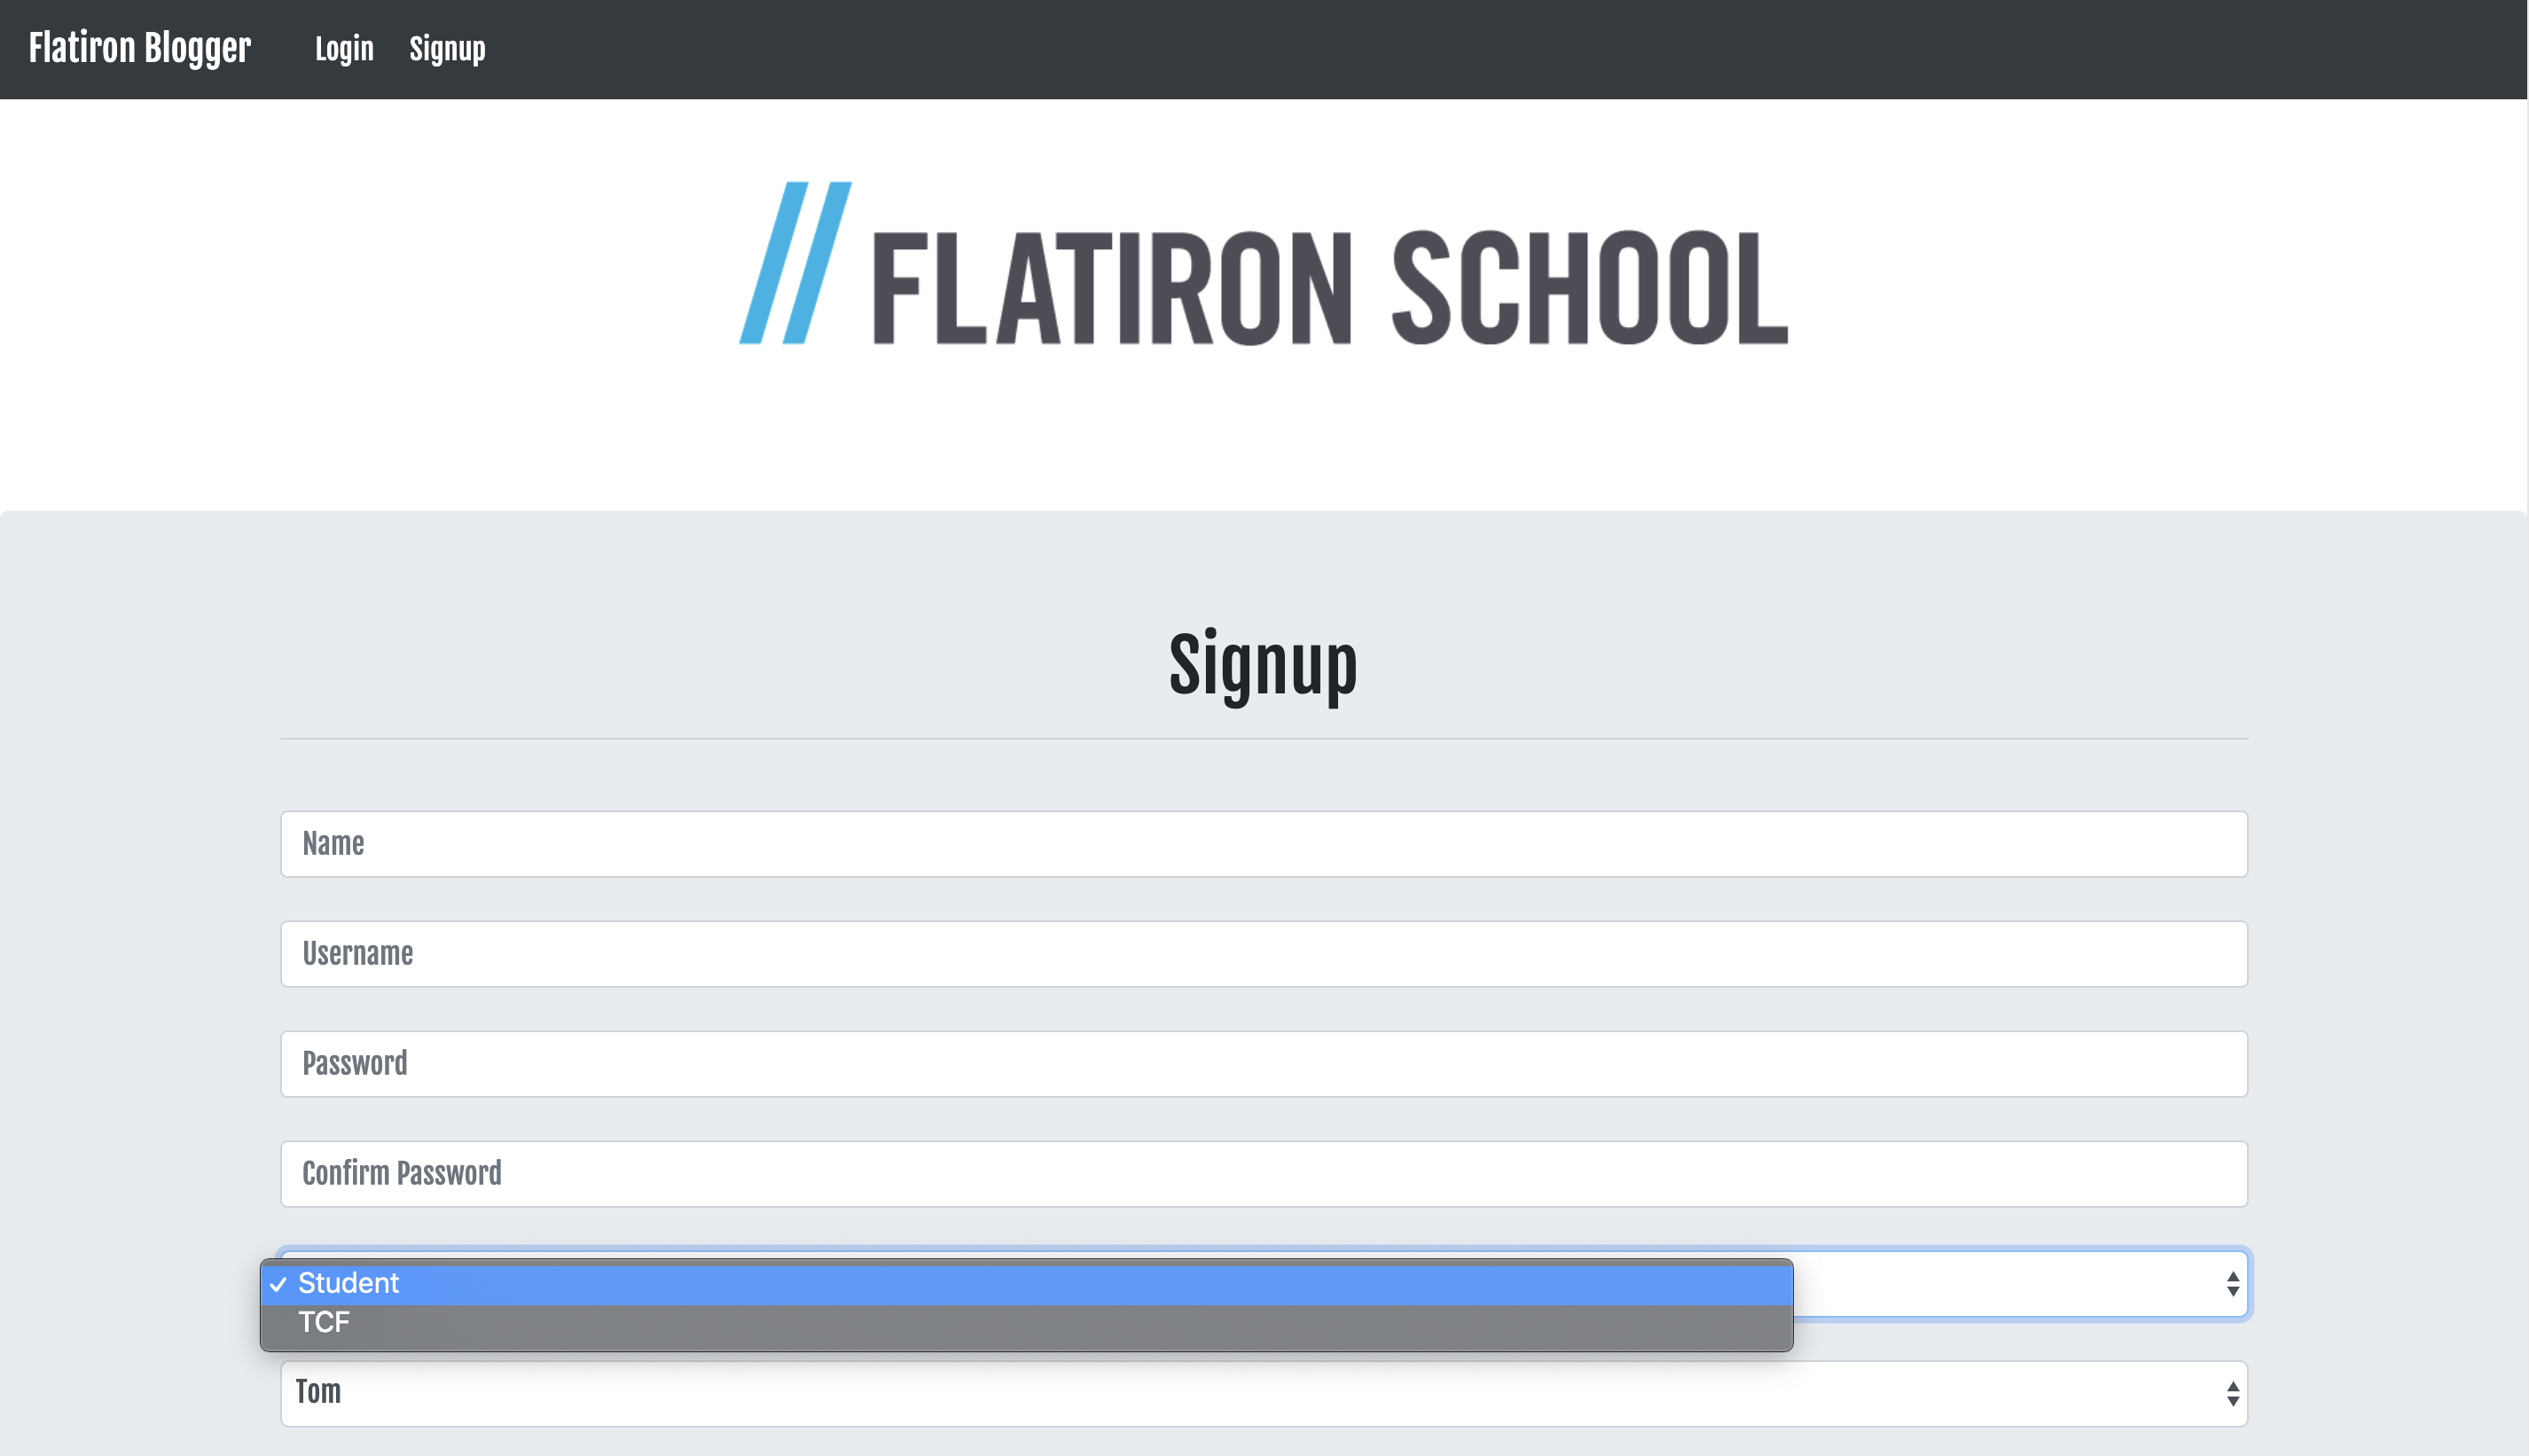 Flatiron Blogger Login Signup
// FLATIRON SCHOOL
Signup
Name
Username
Password
Confirm Password
✓ Student
TCF
Tom